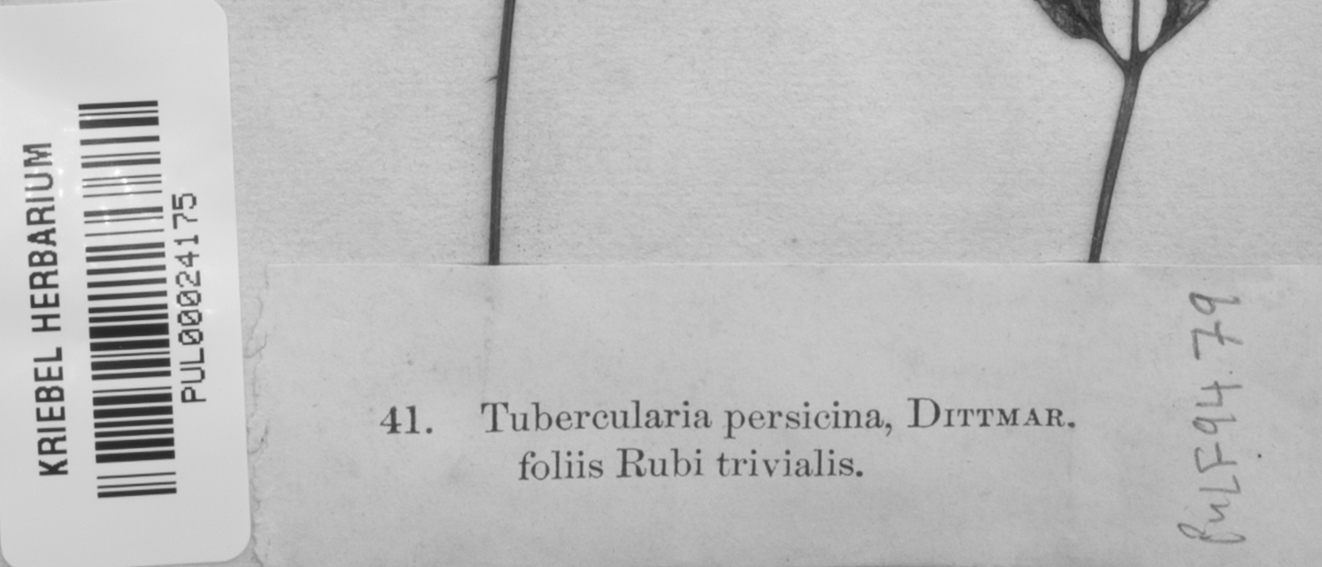 KRIEBEL HERBARIUM
PUL00024175
41. Tubercularia persicina, DITTMAR.
foliis Rubi trivialis.
PULF94.79